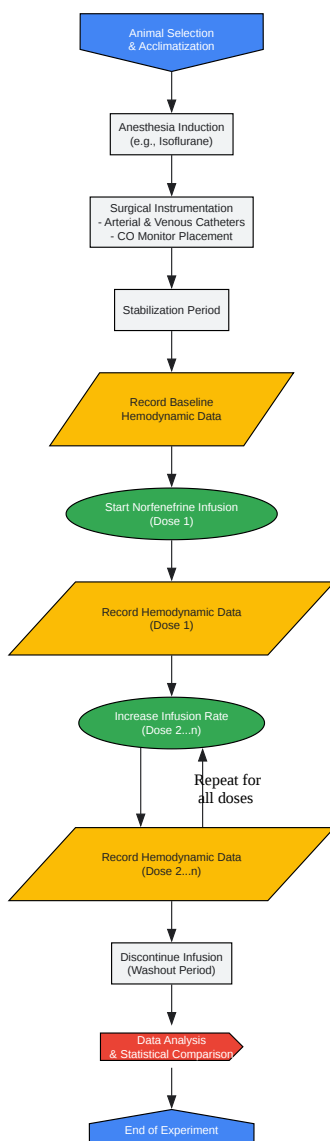 Animal Selection
& Acclimatization
Anesthesia Induction
(e.g., Isoflurane)
Surgical Instrumentation
- Arterial & Venous Catheters
- CO Monitor Placement
Stabilization Period
Record Baseline
Hemodynamic Data
Start Norfenefrine Infusion
(Dose 1)
Record Hemodynamic Data
(Dose 1)
Increase Infusion Rate
(Dose 2...n)
Repeat for
all doses
Record Hemodynamic Data
(Dose 2...n)
Discontinue Infusion
(Washout Period)
Data Analysis
& Statistical Comparison
End of Experiment